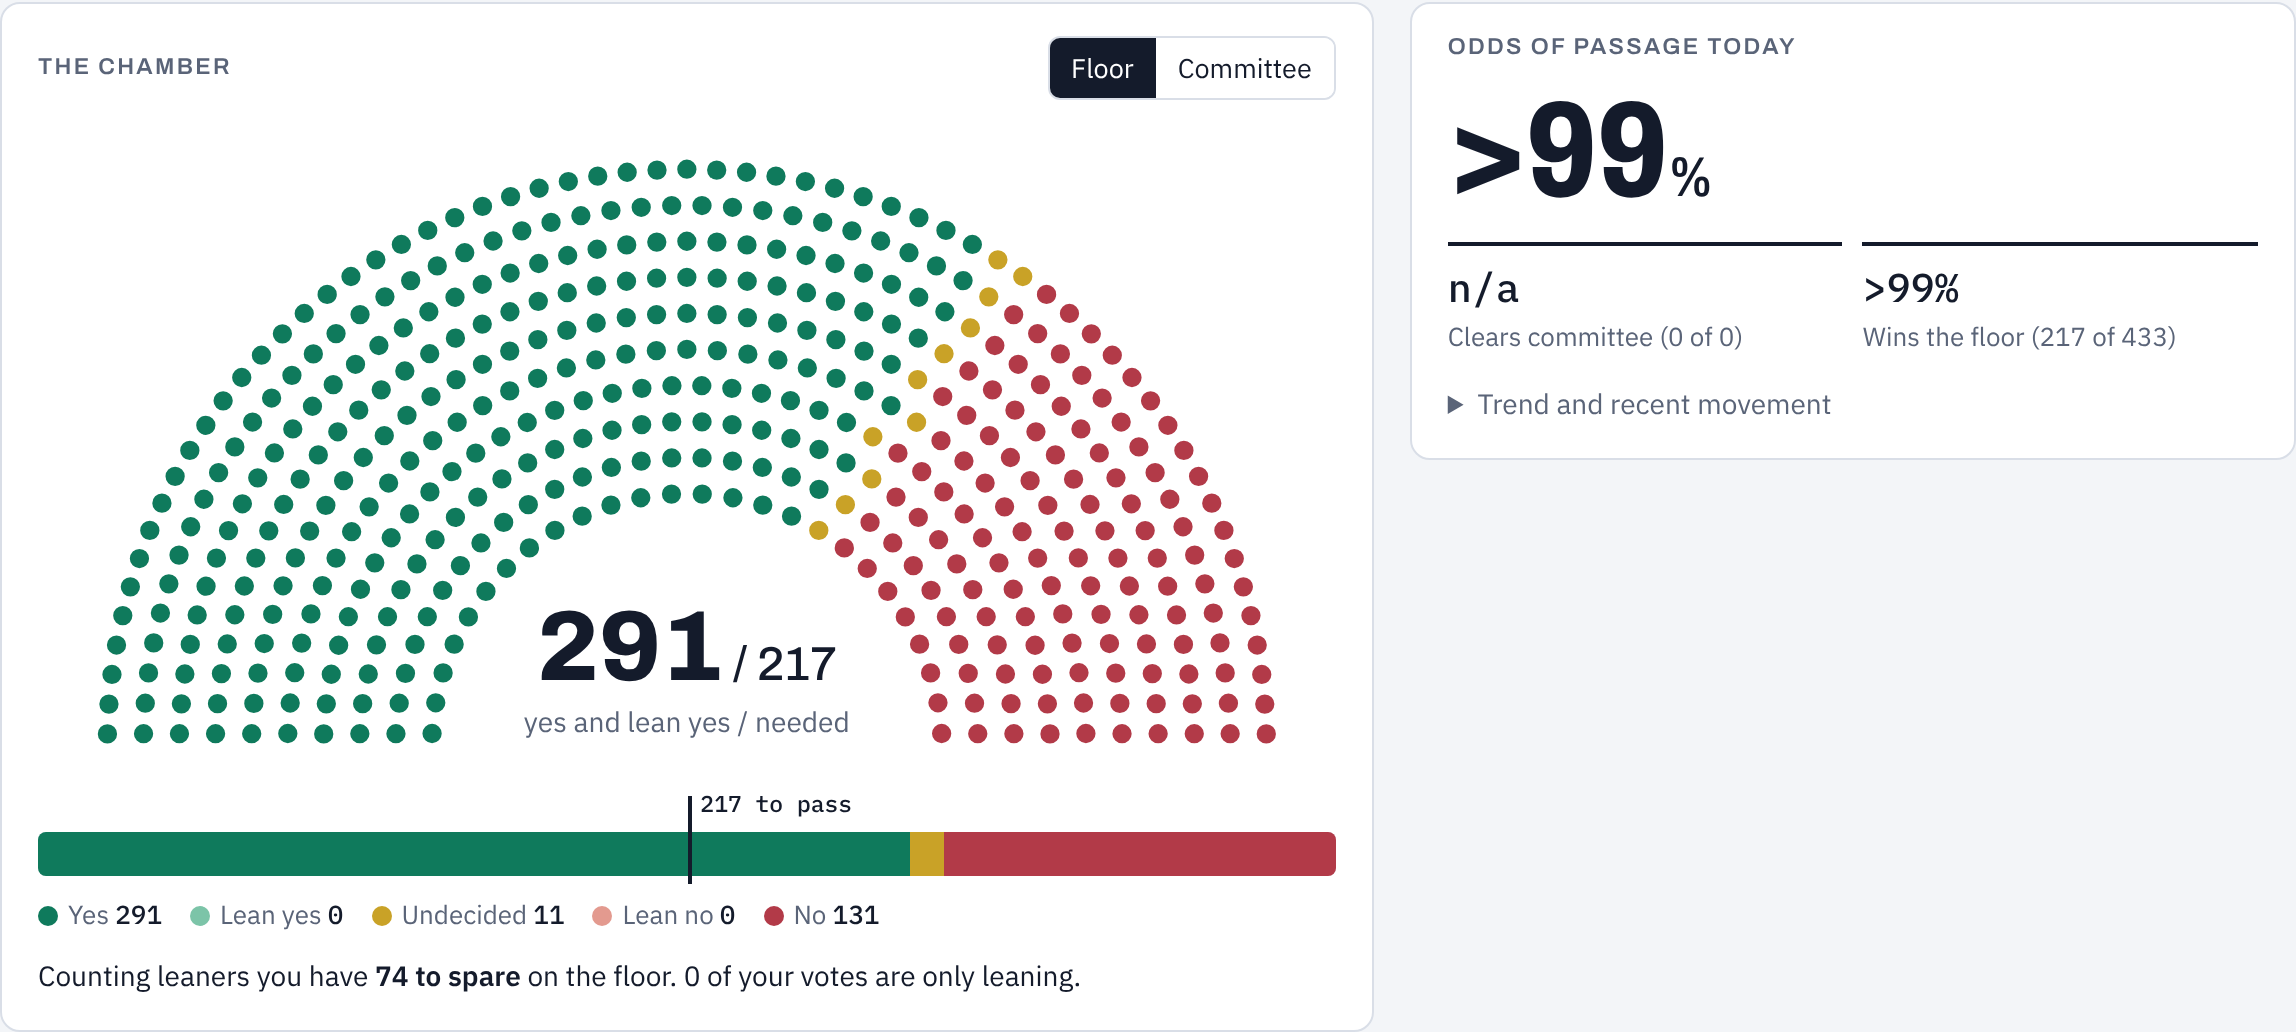 THE CHAMBER
Floor
Committee
291 / 217
yes and lean yes / needed
217 to pass
Yes 291
Lean yes 0
Undecided 11
Lean no 0
No 131
Counting leaners you have 74 to spare on the floor. 0 of your votes are only leaning.
ODDS OF PASSAGE TODAY
>99%
n/a
Clears committee (0 of 0)
>99%
Wins the floor (217 of 433)
Trend and recent movement